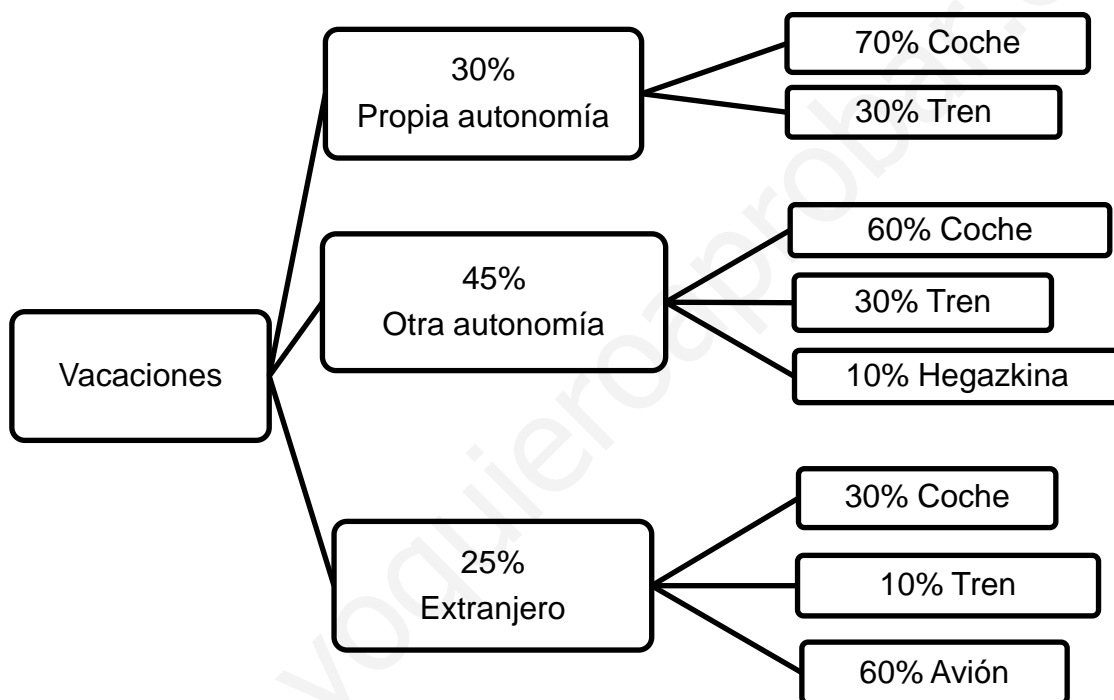 30%
Propia autonomía
70% Coche
30% Tren
Vacaciones
45%
Otra autonomía
60% Coche
30% Tren
10% Hegazkina
25%
Extranjero
30% Coche
10% Tren
60% Avión
yoquieroaprobar.